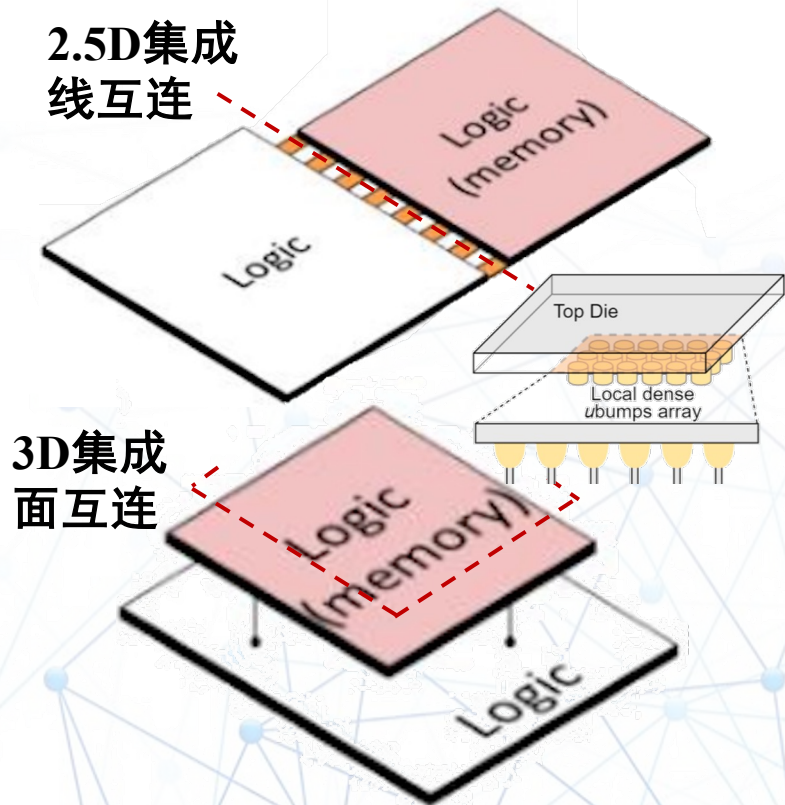 2.5D集成
线互连
Logic
(memory)
Logic
Top Die
Local dense
ubumps array
3D集成
面互连
Logic
(memory)
Logic